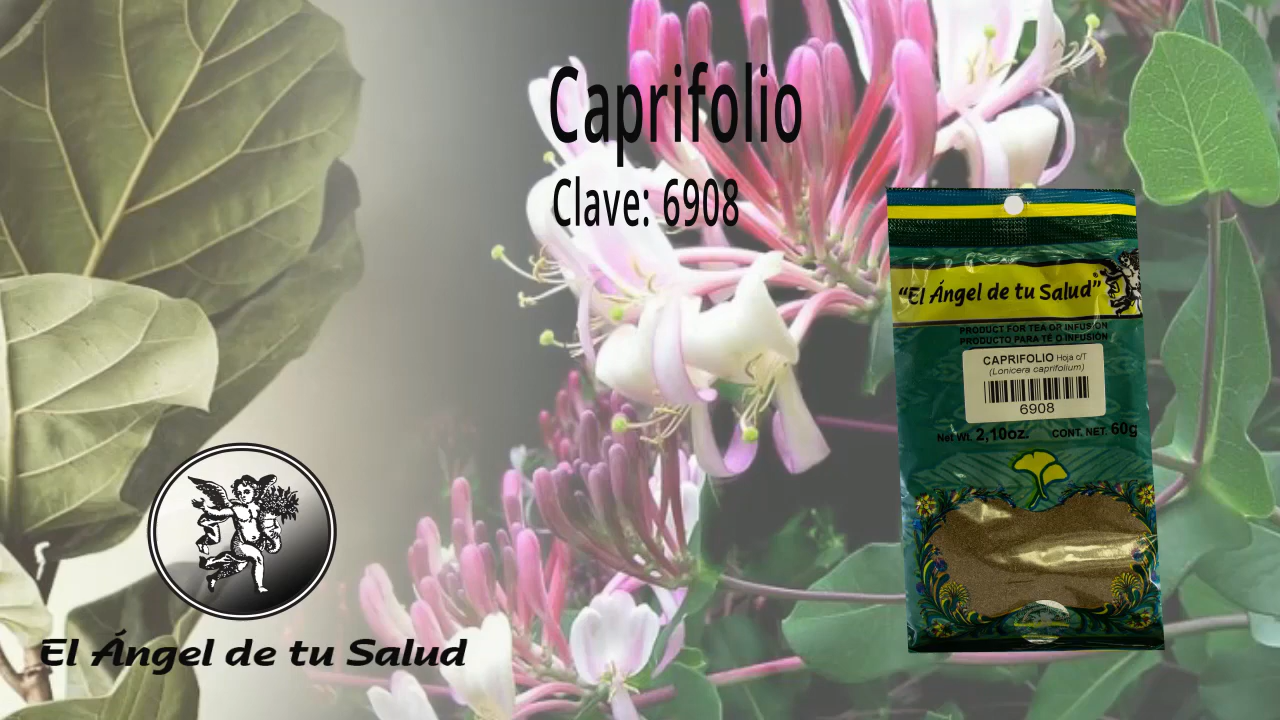 Caprifolio
Clave: 6908
"El Ángel de tu Salud"
PRODUCT FOR TEA OR INFUSION
PRODUCTO PARA TÉ O INFUSIÓN
CAPRIFOLIO Hoja c/T
(Lonicera caprifolium)
6908
Net Wt. 2,10oz. CONT. NET. 60g
El Ángel de tu Salud